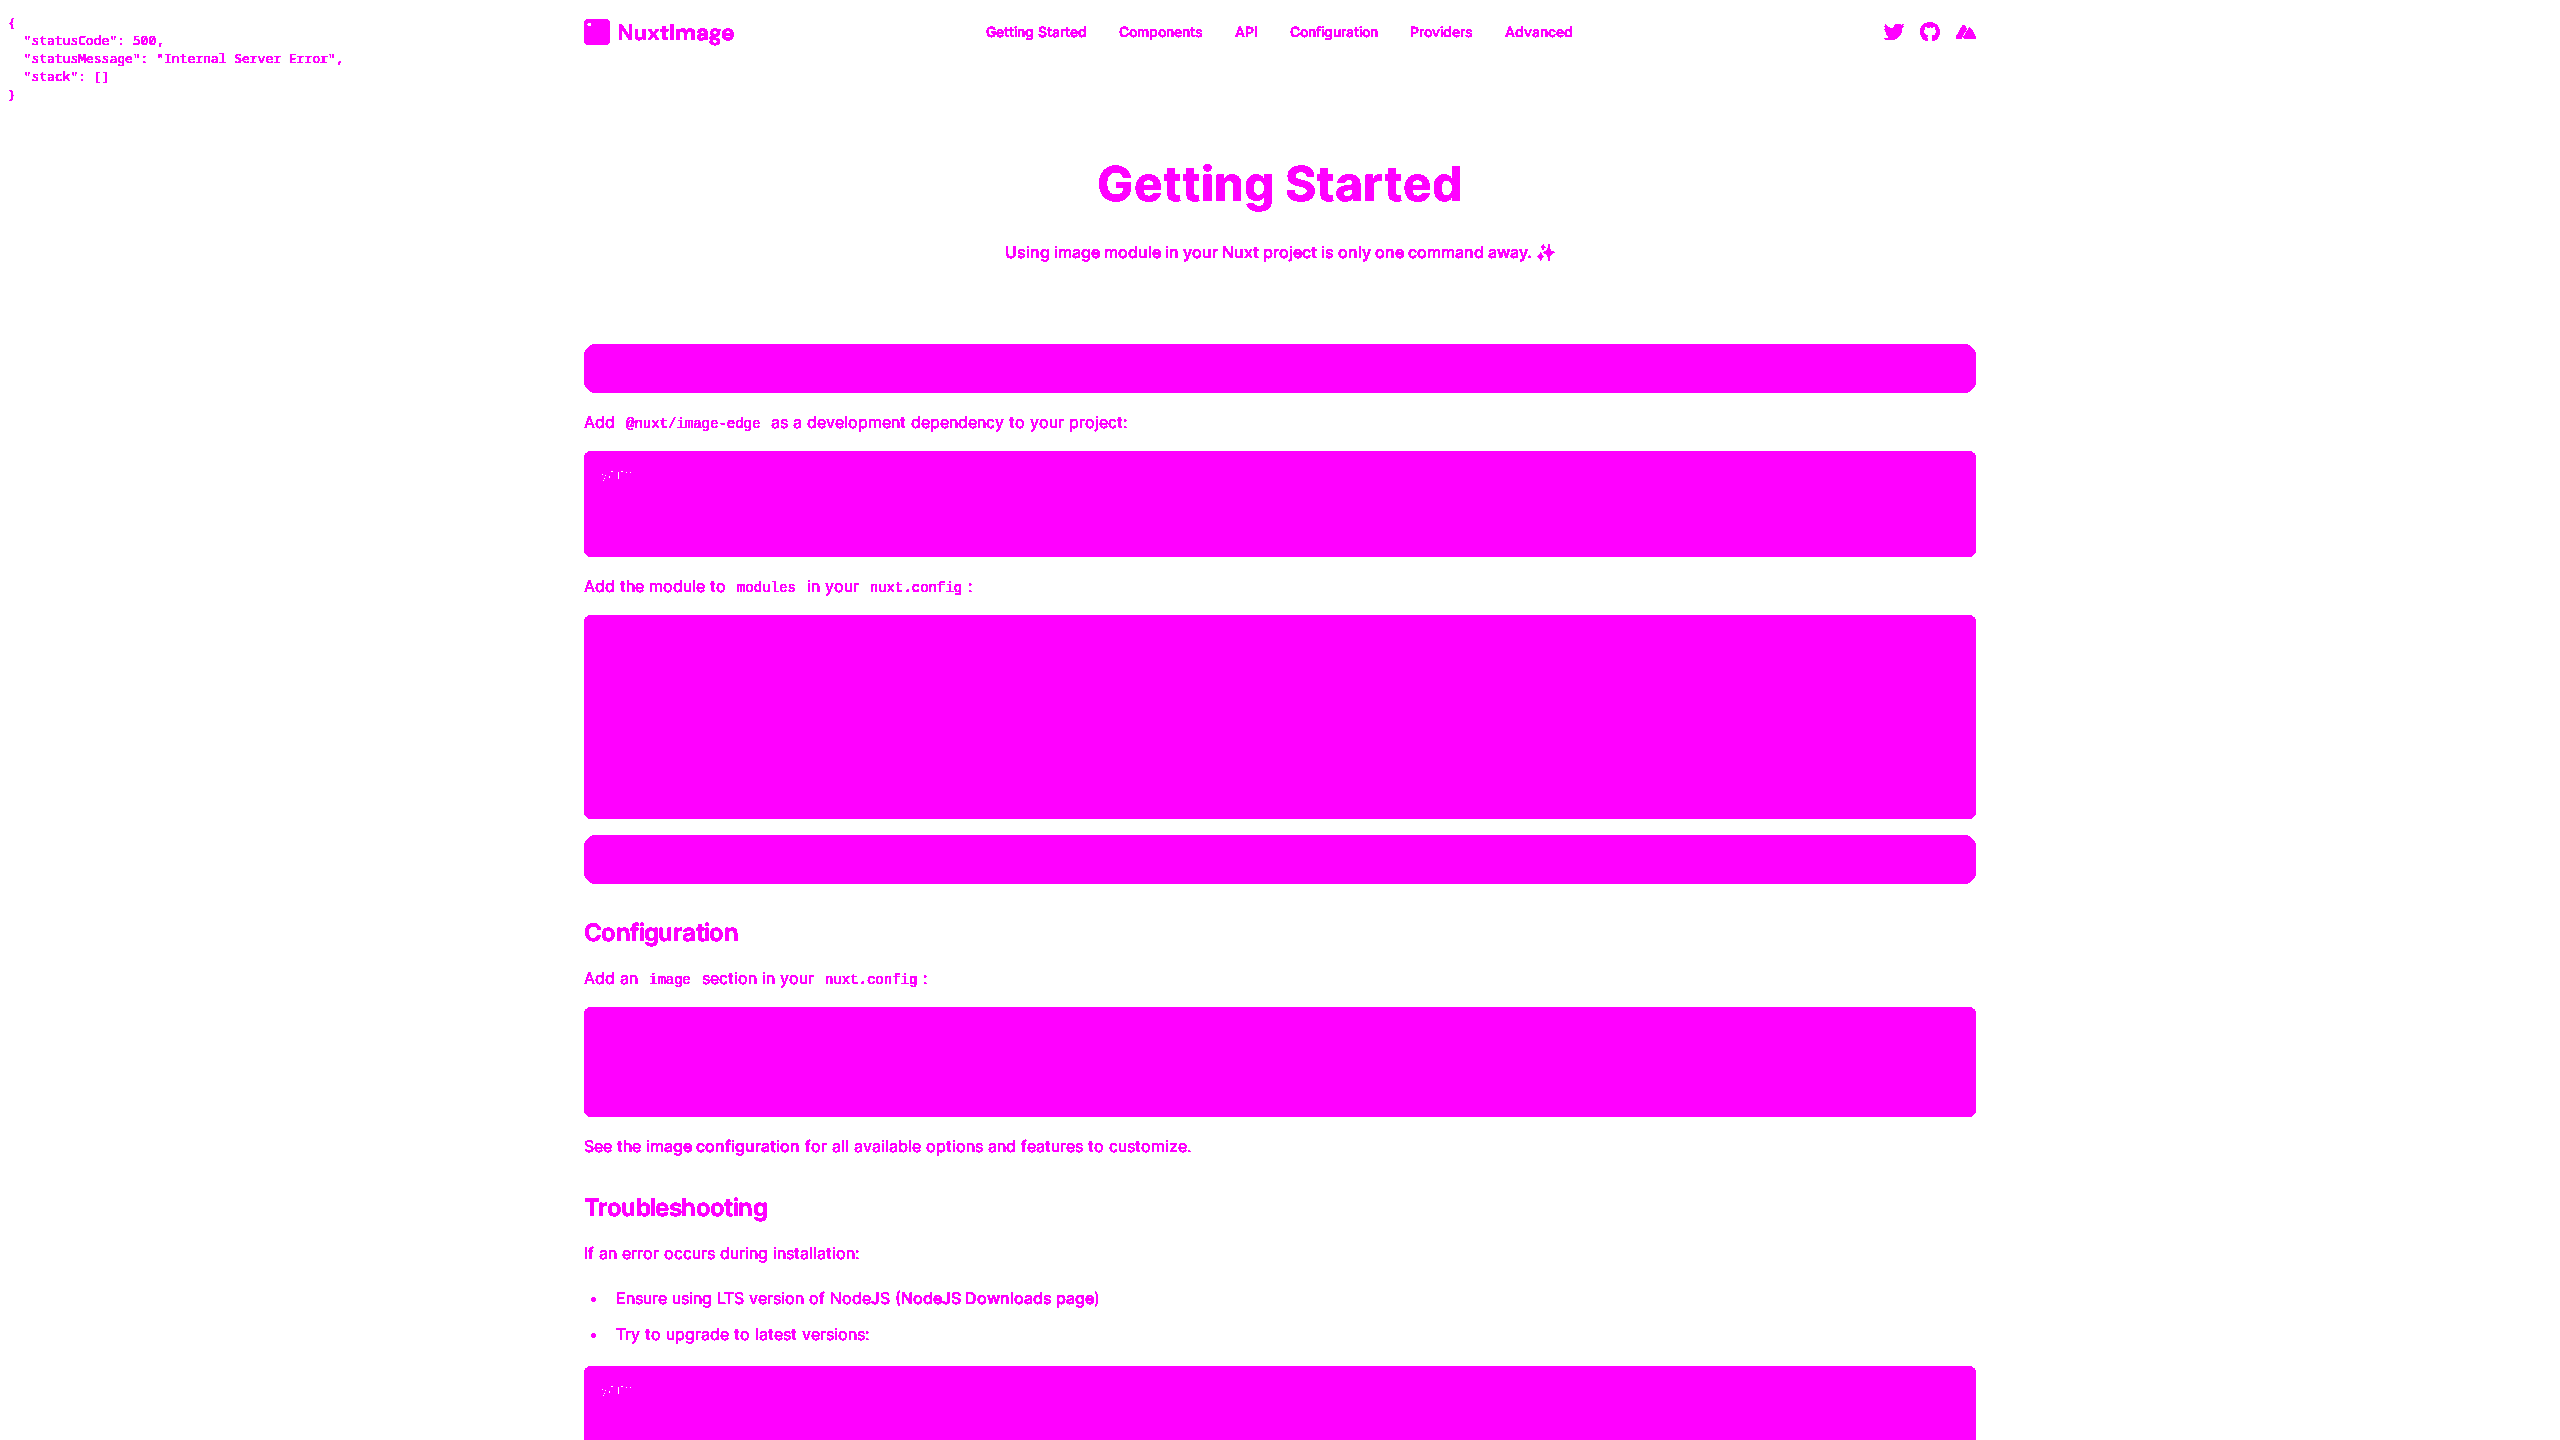 {
"statusCode": 500,
"statusMessage": "Internal Server Error",
"stack": []
}
NuxtImage
Getting Started
Components
API
Configuration
Providers
Advanced
Getting Started
Using image module in your Nuxt project is only one command away. ✨
Add @nuxt/image-edge as a development dependency to your project:
Add the module to modules in your nuxt.config:
Configuration
Add an image section in your nuxt.config:
See the image configuration for all available options and features to customize.
Troubleshooting
If an error occurs during installation:
• Ensure using LTS version of NodeJS (NodeJS Downloads page)
• Try to upgrade to latest versions: